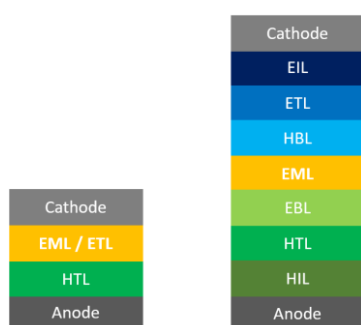 Cathode
EML / ETL
HTL
Anode
Cathode
EIL
ETL
HBL
EML
EBL
HTL
HIL
Anode